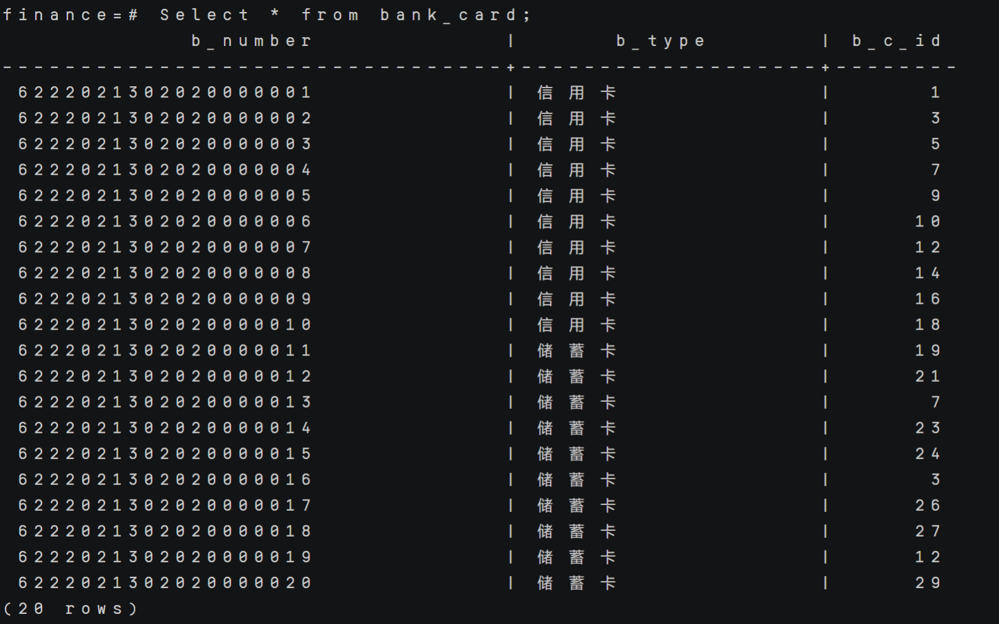 finance=# Select * from bank_card;
b_number | b_type | b_c_id
--------------------------------+-------------------+--------
6222021302020000001 | 信用卡 | 1
6222021302020000002 | 信用卡 | 3
6222021302020000003 | 信用卡 | 5
6222021302020000004 | 信用卡 | 7
6222021302020000005 | 信用卡 | 9
6222021302020000006 | 信用卡 | 10
6222021302020000007 | 信用卡 | 12
6222021302020000008 | 信用卡 | 14
6222021302020000009 | 信用卡 | 16
6222021302020000010 | 信用卡 | 18
6222021302020000011 | 储蓄卡 | 19
6222021302020000012 | 储蓄卡 | 21
6222021302020000013 | 储蓄卡 | 7
6222021302020000014 | 储蓄卡 | 23
6222021302020000015 | 储蓄卡 | 24
6222021302020000016 | 储蓄卡 | 3
6222021302020000017 | 储蓄卡 | 26
6222021302020000018 | 储蓄卡 | 27
6222021302020000019 | 储蓄卡 | 12
6222021302020000020 | 储蓄卡 | 29
(20 rows)